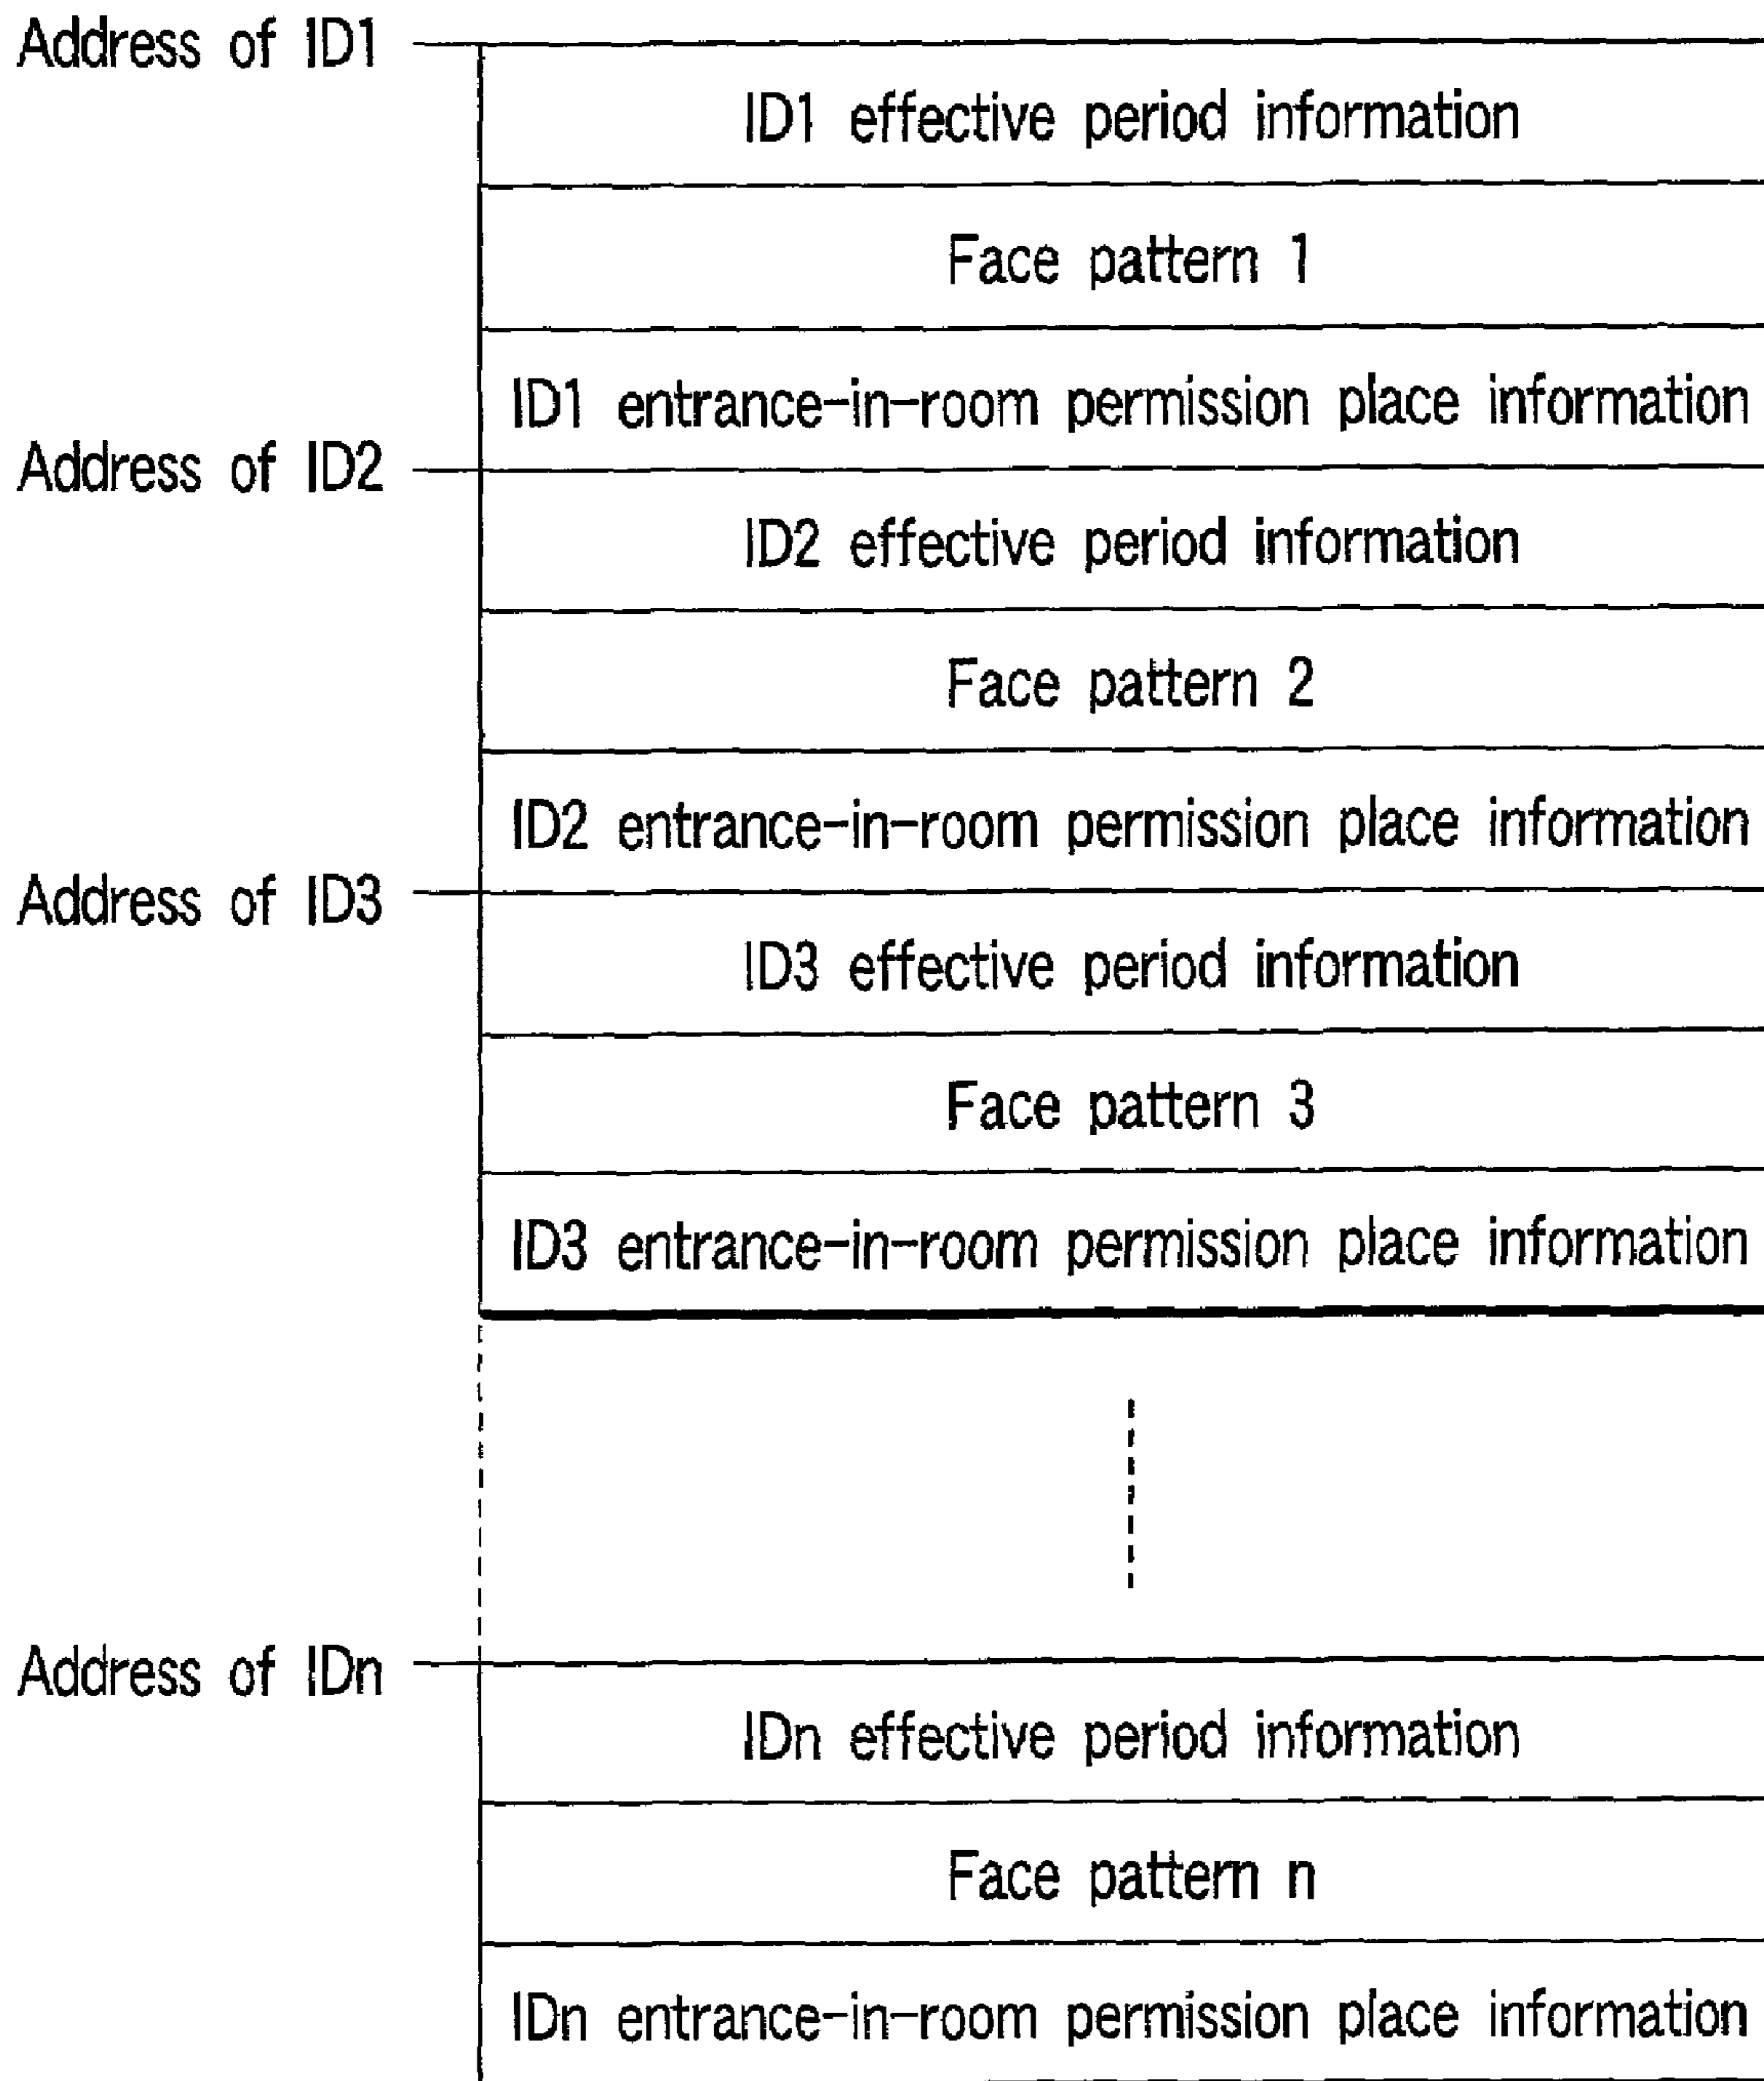 Address of ID1
ID1 effective period information
Face pattern 1
ID1 entrance-in-room permission place information
Address of ID2
ID2 effective period information
Face pattern 2
ID2 entrance-in-room permission place information
Address of ID3
ID3 effective period information
Face pattern 3
ID3 entrance-in-room permission place information
Address of IDn
IDn effective period information
Face pattern n
IDn entrance-in-room permission place information